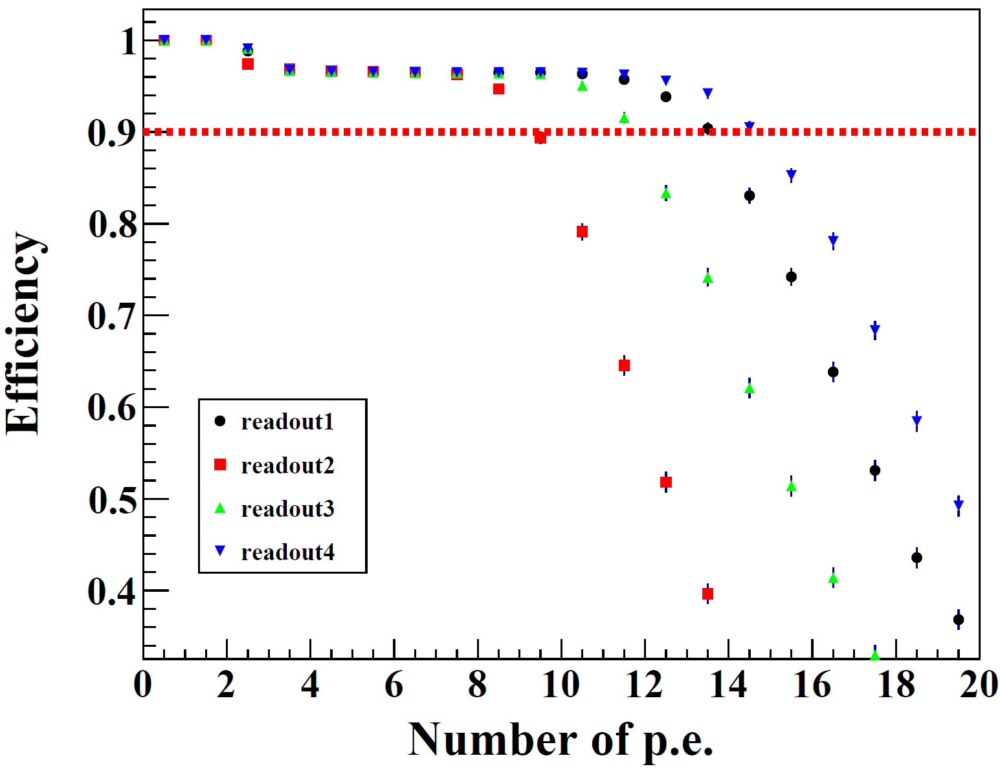 1
0.9
0.8
0.7
0.6
0.5
0.4
Efficiency
readout1
readout2
readout3
readout4
0 2 4 6 8 10 12 14 16 18 20
Number of p.e.